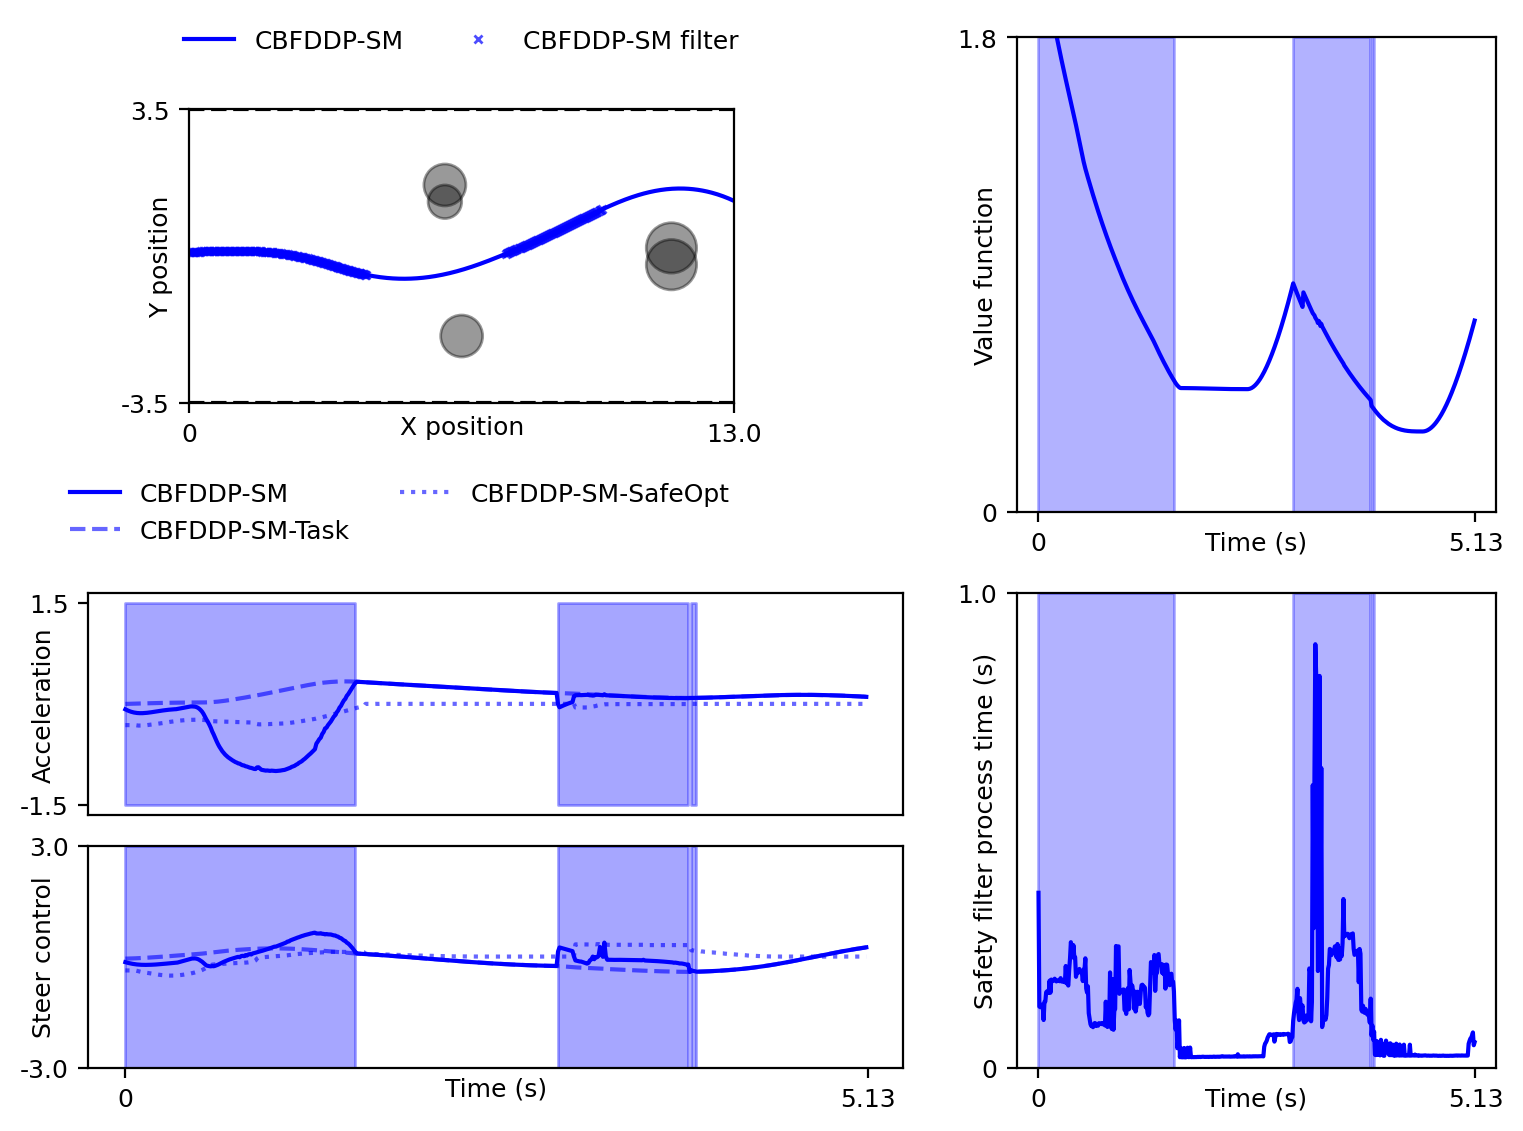 CBFDDP-SM
CBFDDP-SM filter
3.5
Y position
-3.5
0
X position
13.0
1.8
Value function
0
0
Time (s)
5.13
CBFDDP-SM
CBFDDP-SM-SafeOpt
CBFDDP-SM-Task
1.5
Acceleration
-1.5
3.0
Steer control
-3.0
0
Time (s)
5.13
1.0
Safety filter process time (s)
0
0
Time (s)
5.13